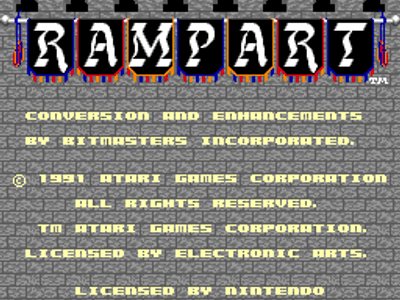 RAMPART
TM
CONVERSION AND ENHANCEMENTS
BY BITMASTERS INCORPORATED.
© 1991 ATARI GAMES CORPORATION
ALL RIGHTS RESERVED.
TM ATARI GAMES CORPORATION.
LICENSED BY ELECTRONIC ARTS.
LICENSED BY NINTENDO